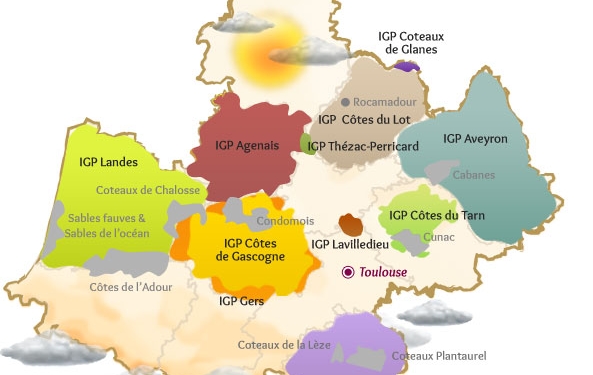 IGP Coteaux
de Glanes
Rocamadour
IGP Côtes du Lot
IGP Agenais
IGP Thézac-Perricard
IGP Aveyron
IGP Landes
Cabanes
Coteaux de Chalosse
Sables fauves &
Sables de l'océan
Condomois
IGP Côtes du Tarn
IGP Côtes
de Gascogne
IGP Lavilledieu
Cunac
Toulouse
Côtes de l'Adour
IGP Gers
Coteaux de la Lèze
Coteaux Plantaurel